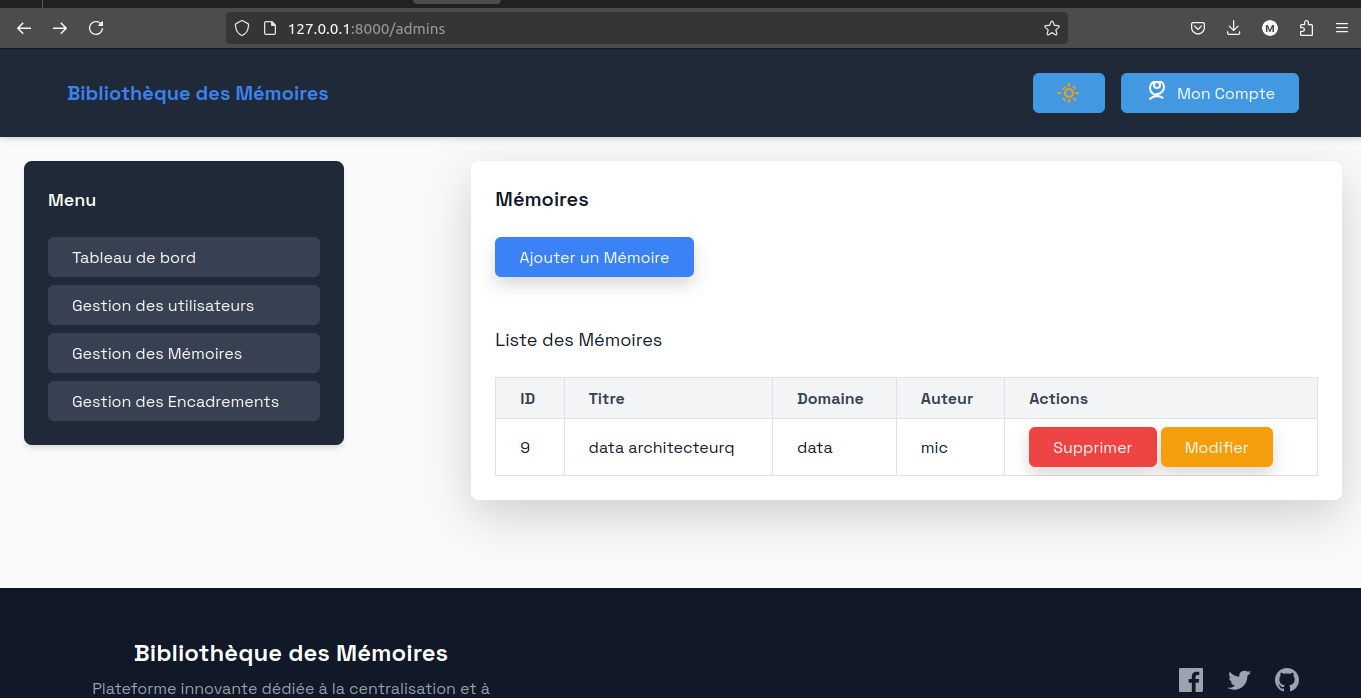 127.0.0.1:8000/admins
M
Bibliothèque des Mémoires
Mon Compte
Menu
Tableau de bord
Gestion des utilisateurs
Gestion des Mémoires
Gestion des Encadrements
Mémoires
Ajouter un Mémoire
Liste des Mémoires
ID Titre Domaine Auteur Actions
9 data architecteurq data mic Supprimer Modifier
Bibliothèque des Mémoires
Plateforme innovante dédiée à la centralisation et à